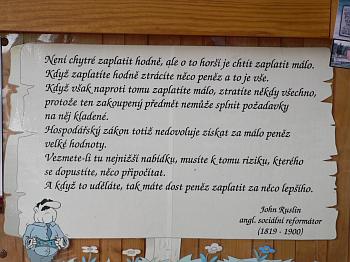 Není chytré zaplatit hodně, ale o to horší je chtít zaplatit málo.
Když zaplatíte hodně ztrácíte něco peněz a to je vše.
Když však naproti tomu zaplatíte málo, ztratíte někdy všechno,
protože ten zakoupený předmět nemůže splnit požadavky
na něj kladené.
Hospodářský zákon totiž nedovoluje získat za málo peněz
velké hodnoty.
Vezmete-li tu nejnižší nabídku, musíte k tomu riziku, kterého
se dopustíte, něco připočítat.
A když to uděláte, tak máte dost peněz zaplatit za něco lepšího.
John Ruslin
angl. sociální reformátor
(1819 - 1900)